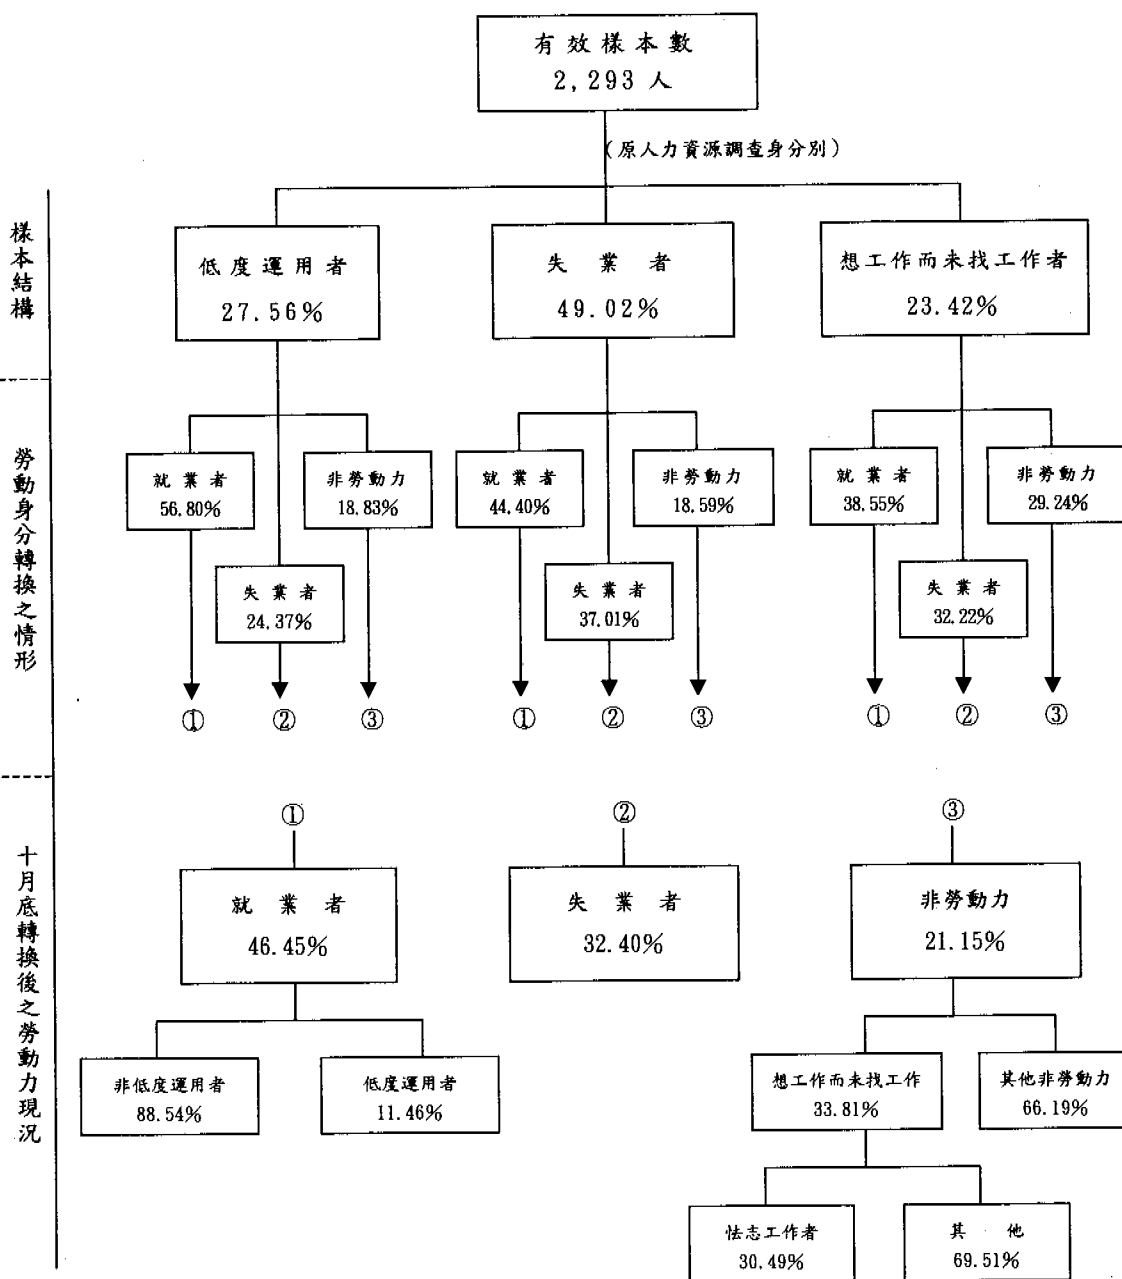 有效樣本數
2,293 人
(原人力資源調查身分別)
樣本結構
低度運用者
27.56%
失業者
49.02%
想工作而未找工作者
23.42%
勞動身分轉換之情形
就業者
56.80%
非勞動力
18.83%
失業者
24.37%
就業者
44.40%
非勞動力
18.59%
失業者
37.01%
就業者
38.55%
非勞動力
29.24%
失業者
32.22%
① ② ③ ① ② ③ ① ② ③
十月底轉換後之勞動力現況
①
就業者
46.45%
②
失業者
32.40%
③
非勞動力
21.15%
非低度運用者
88.54%
低度運用者
11.46%
想工作而未找工作
33.81%
其他非勞動力
66.19%
怯志工作者
30.49%
其他
69.51%